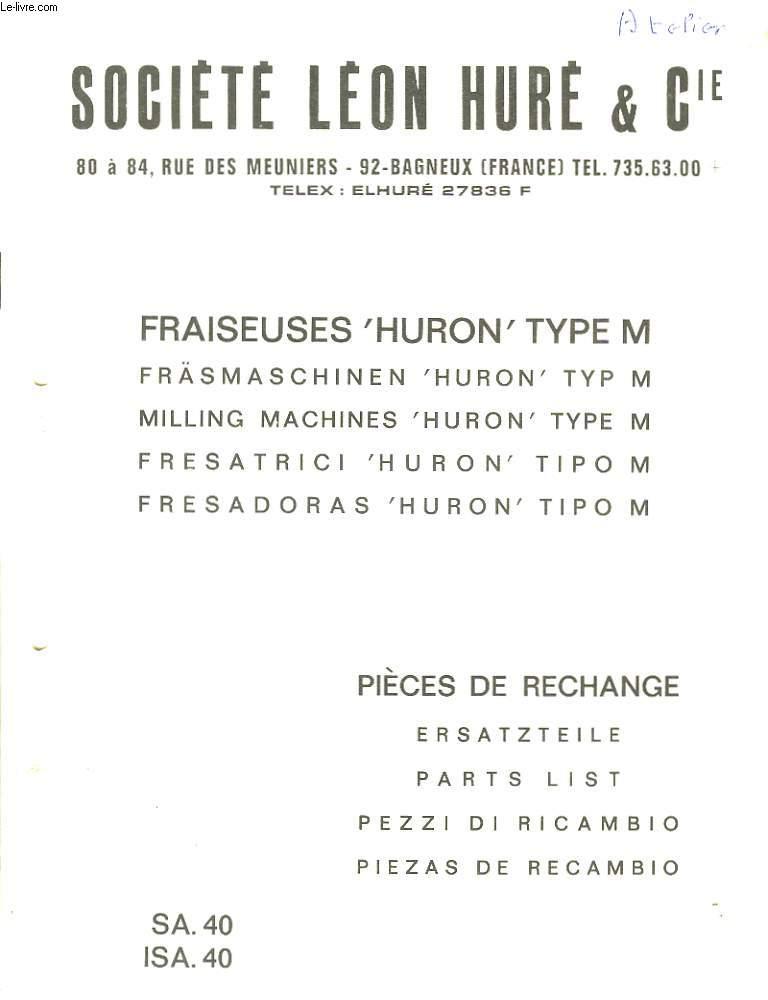 Le-livre.com
Atelier
SOCIÉTÉ LÉON HURÉ & CIE
80 à 84, RUE DES MEUNIERS - 92-BAGNEUX (FRANCE) TEL. 735.63.00
TELEX : ELHURÉ 27836 F
FRAISEUSES 'HURON' TYPE M
FRÄSMASCHINEN 'HURON' TYP M
MILLING MACHINES 'HURON' TYPE M
FRESATRICI 'HURON' TIPO M
FRESADORAS 'HURON' TIPO M
PIÈCES DE RECHANGE
ERSATZTEILE
PARTS LIST
PEZZI DI RICAMBIO
PIEZAS DE RECAMBIO
SA. 40
ISA. 40